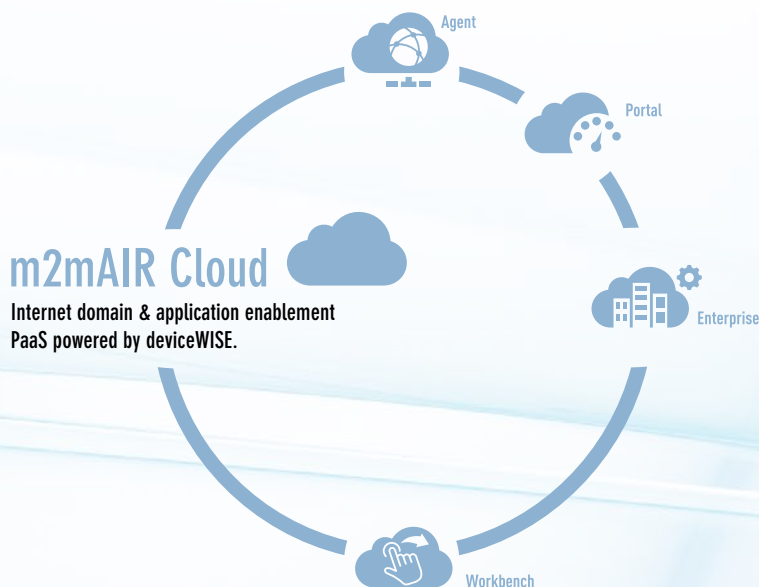 Agent
Portal
m2mAIR Cloud
Internet domain & application enablement
PaaS powered by deviceWISE.
Enterprise
Workbench